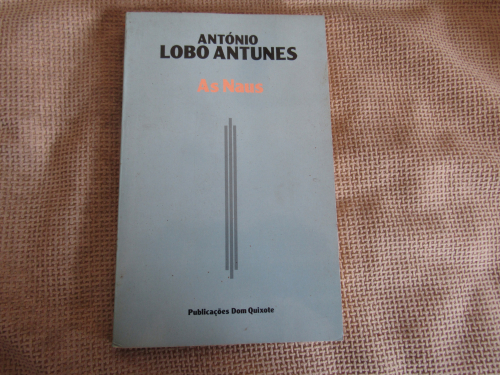 ANTÓNIO
LOBO ANTUNES
As Naus
Publicações Dom Quixote